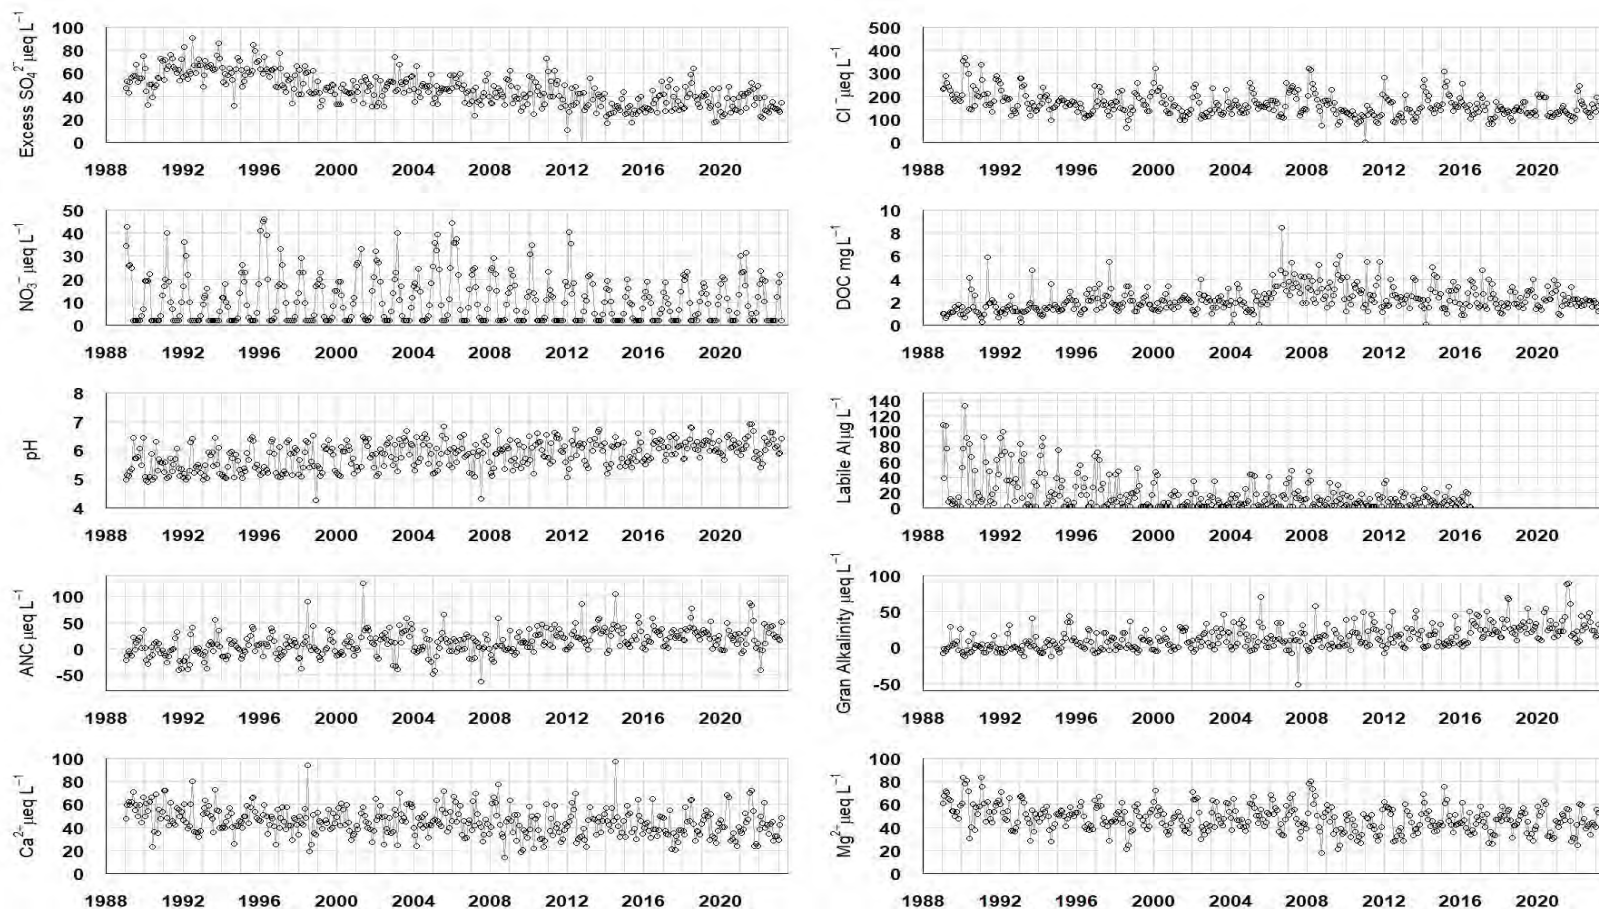 Excess SO₄²⁻ µeq L⁻¹
100
80
60
40
20
0
1988 1992 1996 2000 2004 2008 2012 2016 2020
Cl⁻ µeq L⁻¹
500
400
300
200
100
0
1988 1992 1996 2000 2004 2008 2012 2016 2020
NO₃⁻ µeq L⁻¹
50
40
30
20
10
0
1988 1992 1996 2000 2004 2008 2012 2016 2020
DOC mg L⁻¹
10
8
6
4
2
0
1988 1992 1996 2000 2004 2008 2012 2016 2020
pH
8
7
6
5
4
1988 1992 1996 2000 2004 2008 2012 2016 2020
Labile Alµg L⁻¹
140
120
100
80
60
40
20
0
1988 1992 1996 2000 2004 2008 2012 2016 2020
ANC µeq L⁻¹
100
50
0
-50
1988 1992 1996 2000 2004 2008 2012 2016 2020
Gran Alkalinity µeq L⁻¹
100
50
0
-50
1988 1992 1996 2000 2004 2008 2012 2016 2020
Ca²⁻ µeq L⁻¹
100
80
60
40
20
0
1988 1992 1996 2000 2004 2008 2012 2016 2020
Mg²⁻ µeq L⁻¹
100
80
60
40
20
0
1988 1992 1996 2000 2004 2008 2012 2016 2020